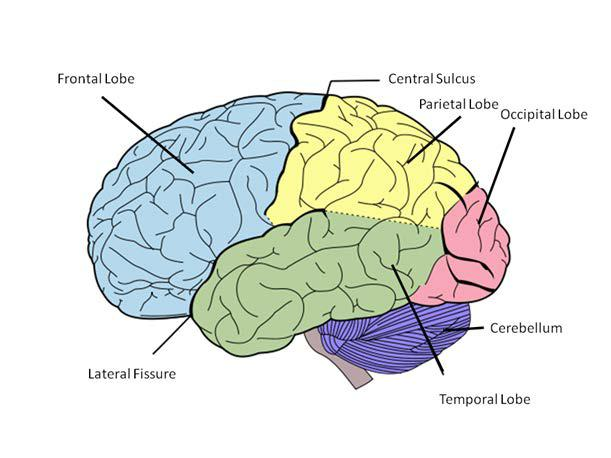 Frontal Lobe
Central Sulcus
Parietal Lobe
Occipital Lobe
Cerebellum
Lateral Fissure
Temporal Lobe